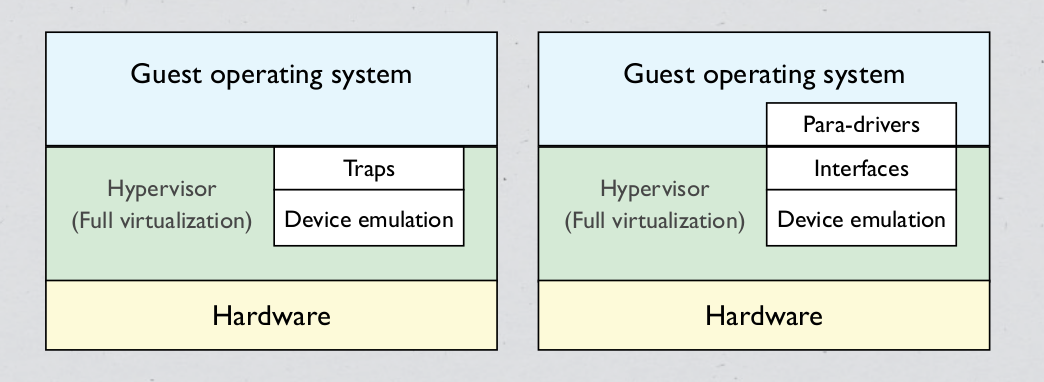 Guest operating system
Traps
Hypervisor
(Full virtualization)
Device emulation
Hardware
Guest operating system
Para-drivers
Interfaces
Hypervisor
(Full virtualization)
Device emulation
Hardware